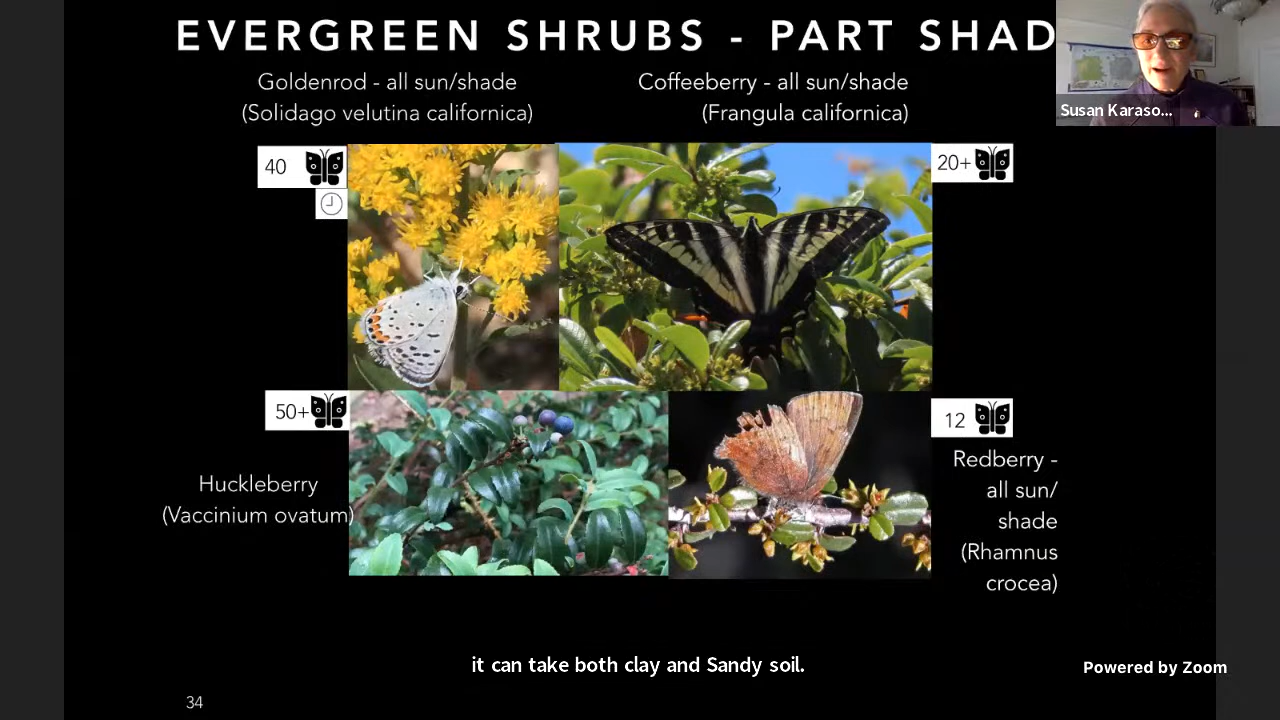 EVERGREEN SHRUBS - PART SHAD
Goldenrod - all sun/shade
(Solidago velutina californica)
Coffeeberry - all sun/shade
(Frangula californica)
Susan Karaso...
40
20+
50+
12
Huckleberry
(Vaccinium ovatum)
Redberry -
all sun/
shade
(Rhamnus
crocea)
it can take both clay and Sandy soil.
Powered by Zoom
34